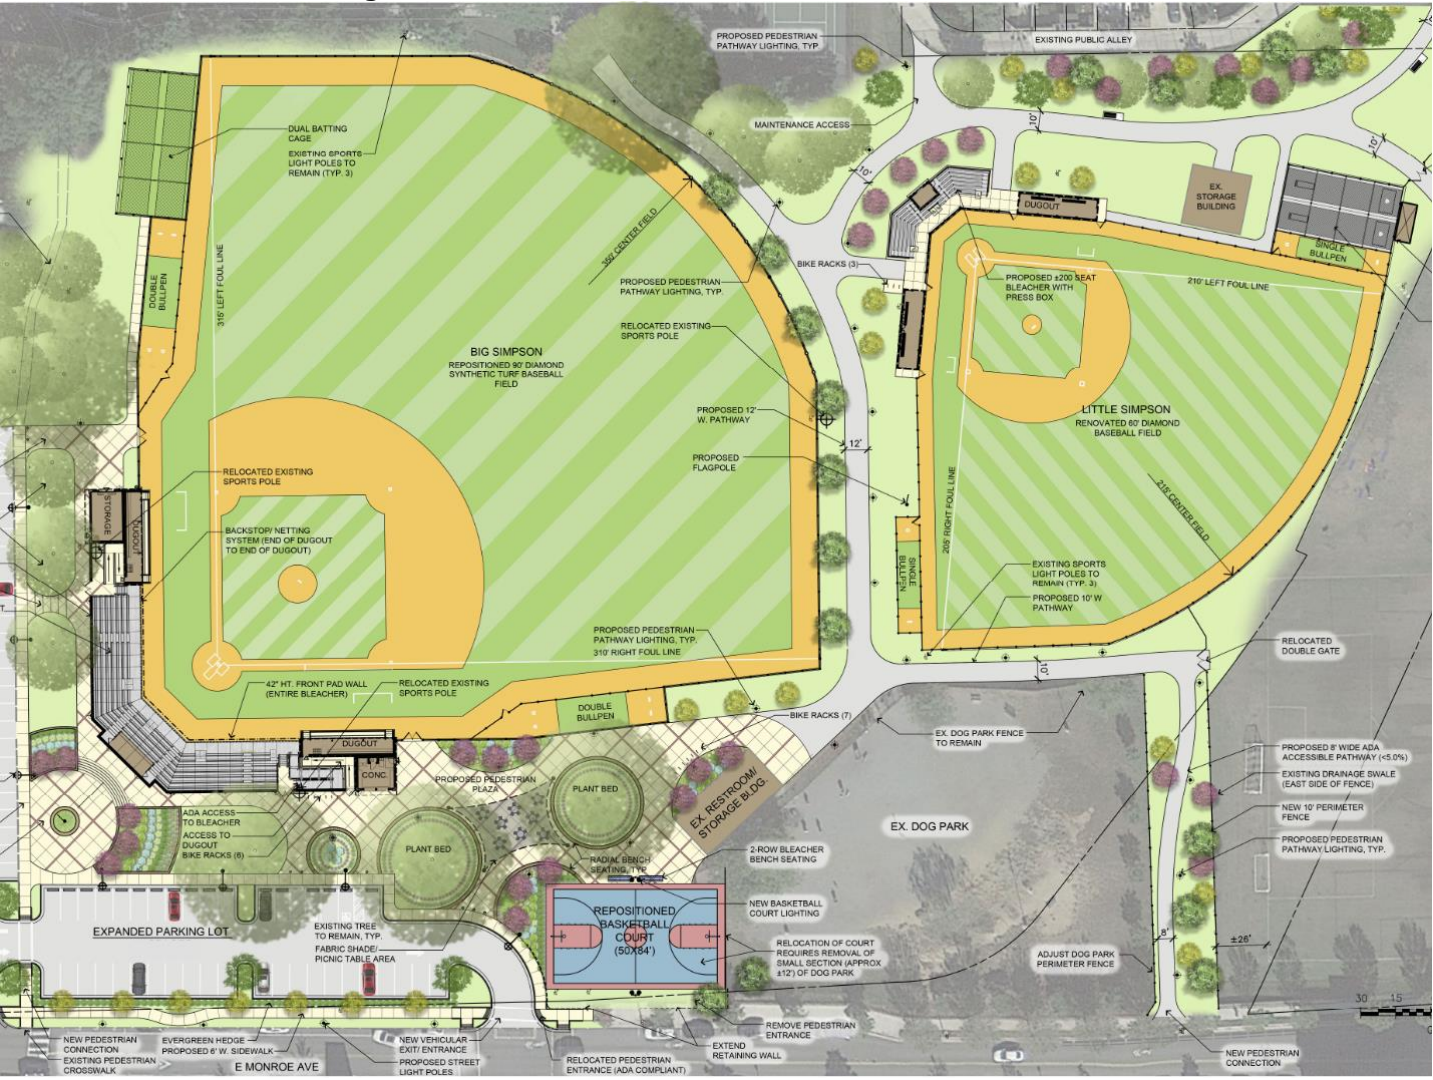 PROPOSED PEDESTRIAN
PATHWAY LIGHTING, TYP
EXISTING PUBLIC ALLEY
DUAL BATTING
CAGE
EXISTING SPORTS
LIGHT POLES TO
REMAIN (TYP. 3)
MAINTENANCE ACCESS
10'
10'
10'
EX.
STORAGE
BUILDING
DUGOUT
SINGLE
BULLPEN
350' CENTER FIELD
315' LEFT FOUL LINE
DOUBLE
BULLPEN
BIKE RACKS (3)
PROPOSED PEDESTRIAN
PATHWAY LIGHTING, TYP.
PROPOSED ±200 SEAT
BLEACHER WITH
PRESS BOX
210' LEFT FOUL LINE
RELOCATED EXISTING
SPORTS POLE
BIG SIMPSON
REPOSITIONED 90' DIAMOND
SYNTHETIC TURF BASEBALL
FIELD
LITTLE SIMPSON
RENOVATED 60' DIAMOND
BASEBALL FIELD
PROPOSED 12'
W. PATHWAY
12'
PROPOSED
FLAGPOLE
RELOCATED EXISTING
SPORTS POLE
STORAGE
DUGOUT
BACKSTOP/ NETTING
SYSTEM (END OF DUGOUT
TO END OF DUGOUT)
205' RIGHT FOUL LINE
215' CENTER FIELD
SINGLE
BULLPEN
EXISTING SPORTS
LIGHT POLES TO
REMAIN (TYP. 3)
PROPOSED 10' W
PATHWAY
PROPOSED PEDESTRIAN
PATHWAY LIGHTING, TYP.
310' RIGHT FOUL LINE
RELOCATED
DOUBLE GATE
10'
42" HT. FRONT PAD WALL
(ENTIRE BLEACHER)
RELOCATED EXISTING
SPORTS POLE
DOUBLE
BULLPEN
BIKE RACKS (7)
EX. DOG PARK FENCE
TO REMAIN
DUGOUT
CONC.
PROPOSED PEDESTRIAN
PLAZA
PLANT BED
EX. RESTROOM/
STORAGE BLDG.
PROPOSED 8' WIDE ADA
ACCESSIBLE PATHWAY (<5.0%)
EXISTING DRAINAGE SWALE
(EAST SIDE OF FENCE)
NEW 10' PERIMETER
FENCE
PROPOSED PEDESTRIAN
PATHWAY LIGHTING, TYP.
EX. DOG PARK
ADA ACCESS
TO BLEACHER
ACCESS TO
DUGOUT
BIKE RACKS (6)
PLANT BED
RADIAL BENCH
SEATING, TYP
2-ROW BLEACHER
BENCH SEATING
NEW BASKETBALL
COURT LIGHTING
REPOSITIONED
BASKETBALL
COURT
(50X84')
EXPANDED PARKING LOT
EXISTING TREE
TO REMAIN, TYP.
FABRIC SHADE/
PICNIC TABLE AREA
RELOCATION OF COURT
REQUIRES REMOVAL OF
SMALL SECTION (APPROX
±12') OF DOG PARK
ADJUST DOG PARK
PERIMETER FENCE
8'
±26'
30 15
NEW PEDESTRIAN
CONNECTION
EXISTING PEDESTRIAN
CROSSWALK
EVERGREEN HEDGE
PROPOSED 6' W. SIDEWALK
E MONROE AVE
NEW VEHICULAR
EXIT/ ENTRANCE
PROPOSED STREET
LIGHT POLES
RELOCATED PEDESTRIAN
ENTRANCE (ADA COMPLIANT)
EXTEND
RETAINING WALL
REMOVE PEDESTRIAN
ENTRANCE
NEW PEDESTRIAN
CONNECTION